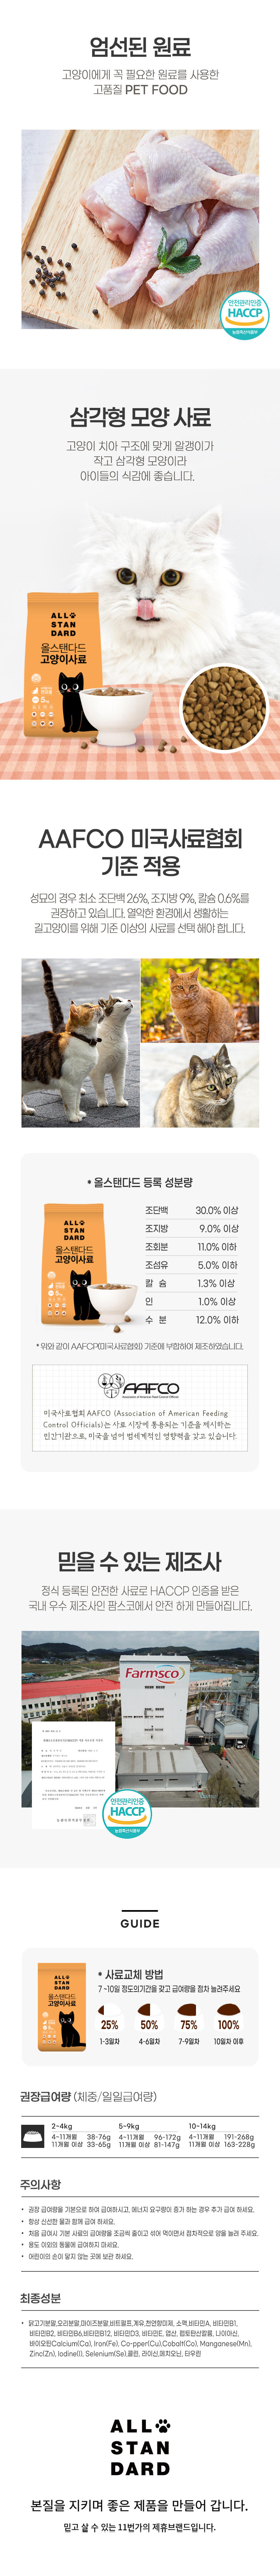 엄선된 원료
고양이에게 꼭 필요한 원료를 사용한
고품질 PET FOOD
안전관리인증
HACCP
농림축산식품부
삼각형 모양 사료
고양이 치아 구조에 맞게 알갱이가
작고 삼각형 모양이라
아이들의 식감에 좋습니다.
ALL
STAN
DARD
올스탠다드
고양이사료
5kg
AAFCO 미국사료협회
기준 적용
성묘의 경우 최소 조단백 26%, 조지방 9%, 칼슘 0.6%를
권장하고 있습니다. 열악한 환경에서 생활하는
길고양이를 위해 기준 이상의 사료를 선택 해야 합니다.
* 올스탠다드 등록 성분량
ALL
STAN
DARD
올스탠다드
고양이사료
조단백 30.0% 이상
조지방 9.0% 이상
조회분 11.0% 이하
조섬유 5.0% 이하
칼 슘 1.3% 이상
인 1.0% 이상
수 분 12.0% 이하
* 위와 같이 AAFCP(미국사료협회) 기준에 부합하여 제조하였습니다.
AAFCO
미국사료협회 AAFCO (Association of American Feeding
Control Officials)는 사료 시장에 통용되는 기준을 제시하는
민간기관으로, 미국을 넘어 범세계적인 영향력을 갖고 있습니다.
믿을 수 있는 제조사
정식 등록된 안전한 사료로 HACCP 인증을 받은
국내 우수 제조사인 팜스코에서 안전 하게 만들어집니다.
Farmsco
안전관리인증
HACCP
농림축산식품부
GUIDE
ALL
STAN
DARD
올스탠다드
고양이사료
* 사료교체 방법
7~10일 정도의기간을 갖고 급여량을 점차 늘려주세요
25% 50% 75% 100%
1-3일차 4-6일차 7-9일차 10일차 이후
권장급여량 (체중/일일급여량)
2~4kg 5~9kg 10~14kg
4~11개월 38-76g 4~11개월 96-172g 4~11개월 191-268g
11개월 이상 33-65g 11개월 이상 81-147g 11개월 이상 163-228g
주의사항
• 권장 급여량을 기본으로 하여 급여하시고, 에너지 요구량이 증가 하는 경우 추가 급여 하세요.
• 항상 신선한 물과 함께 급여 하세요.
• 처음 급여시 기본 사료의 급여량을 조금씩 줄이고 섞어 먹이면서 점차적으로 양을 늘려 주세요.
• 용도 이외의 동물에 급여하지 마세요.
• 어린이의 손이 닿지 않는 곳에 보관 하세요.
최종성분
• 닭고기분말,오리분말,마이즈분말,비트펄프,계유,천연향미제, 소맥,비타민A, 비타민B1,
비타민B2, 비타민B6,비타민B12, 비타민D3, 비타민E, 엽산, 판토탄산칼륨, 나이아신,
바이오틴Calcium(Ca), Iron(Fe), Co-pper(Cu),Cobalt(Co), Manganese(Mn),
Zinc(Zn), Iodine(I), Selenium(Se),콜린, 라이신,메치오닌, 타우린
ALL
STAN
DARD
본질을 지키며 좋은 제품을 만들어 갑니다.
믿고 살 수 있는 11번가의 제휴브랜드입니다.